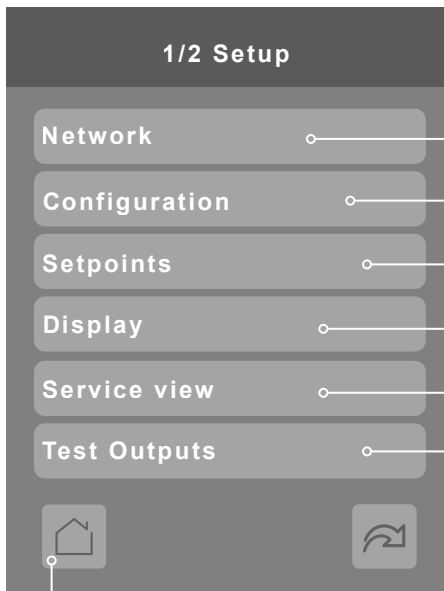 1/2 Setup
Network
Configuration
Setpoints
Display
Service view
Test Outputs